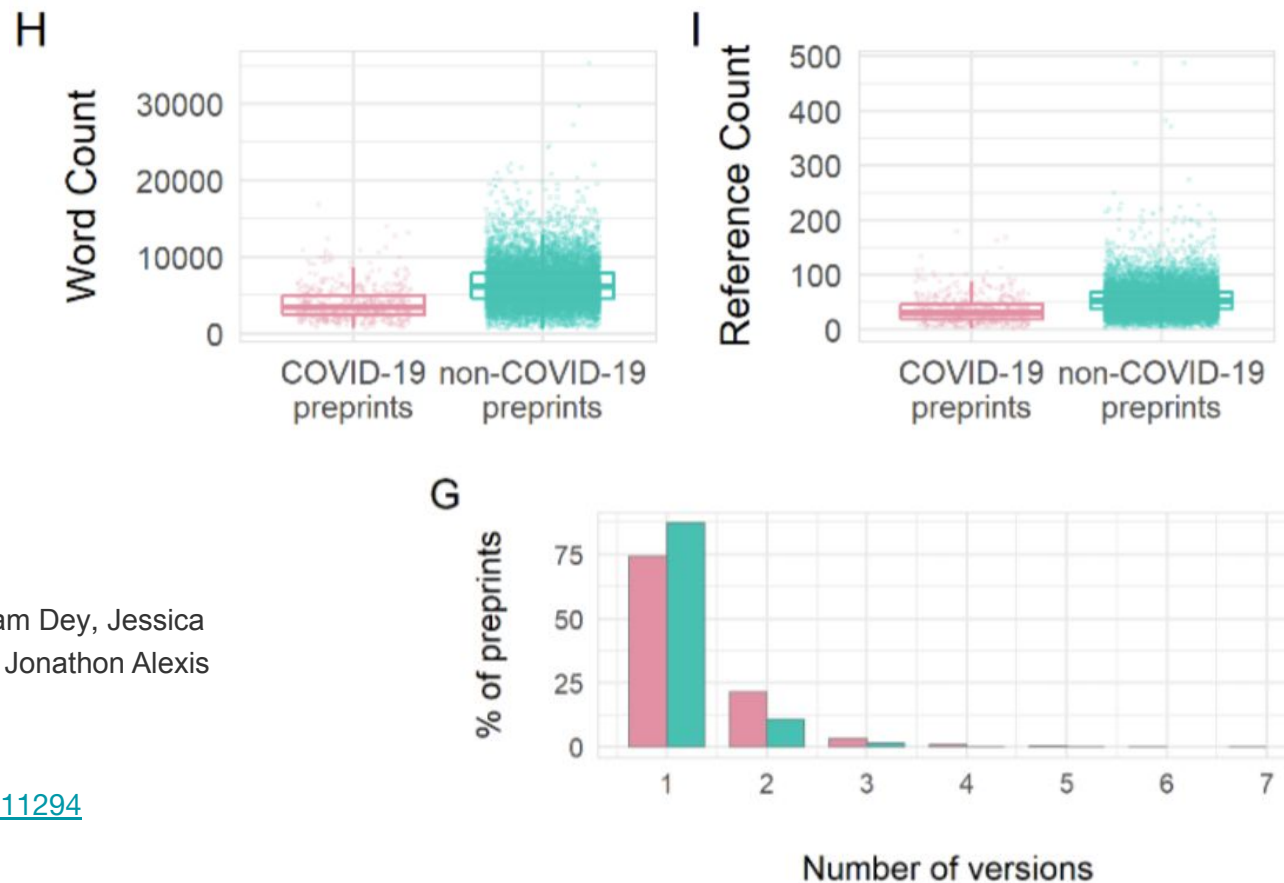 H
Word Count
30000
20000
10000
0
COVID-19 non-COVID-19
preprints preprints
I
Reference Count
500
400
300
200
100
0
COVID-19 non-COVID-19
preprints preprints
G
% of preprints
75
50
25
0
1 2 3 4 5 6 7
Number of versions
am Dey, Jessica
Jonathon Alexis
11294